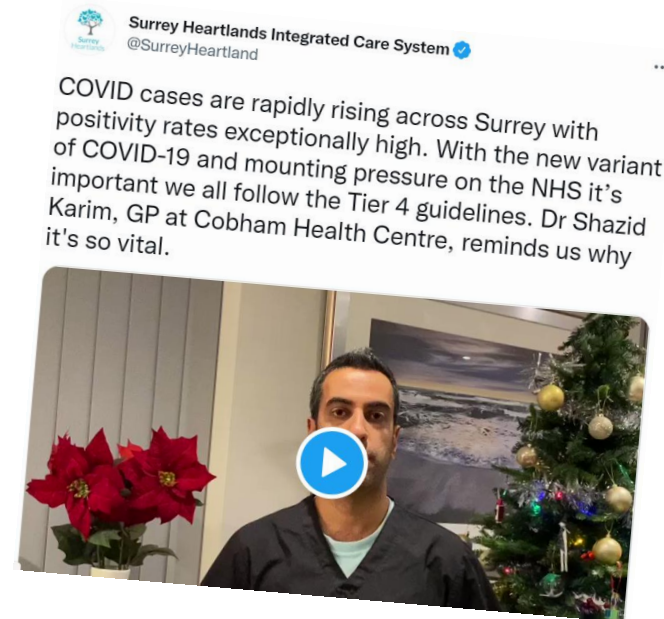 Surrey Heartlands Integrated Care System
@SurreyHeartland
Surrey
Heartlands
COVID cases are rapidly rising across Surrey with
positivity rates exceptionally high. With the new variant
of COVID-19 and mounting pressure on the NHS it’s
important we all follow the Tier 4 guidelines. Dr Shazid
Karim, GP at Cobham Health Centre, reminds us why
it's so vital.